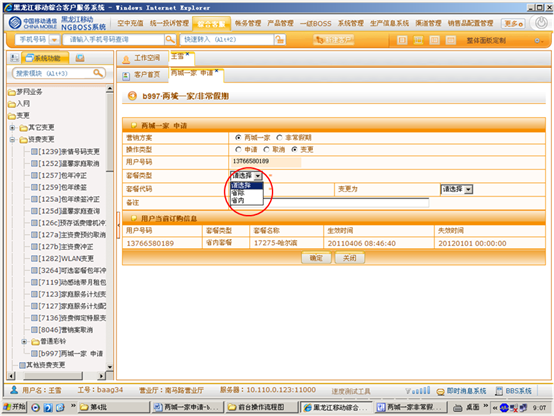 黑龙江移动综合客户服务系统 - Windows Internet Explorer
中国移动通信 CHINA MOBILE 黑龙江移动 NGBOSS系统
空中充值 统一投诉管理 帐务管理 产品管理 一级BOSS 系统管理 生产信息系统 渠道管理 销售品配置管理 更多
手机号码 请输入手机号码查询 快速转入 (Alt+2) 整体面板定制
系统功能
搜索模块 (Alt+3)
梦网业务
入网
变更
其它变更
资费变更
[1239]亲情号码变更
[1252]温馨家庭取消
[1257]包年冲正
[1259]包年续签
[125a]包年续签
[125d]温馨家庭查询
[126c]预存话费赠机冲
[127a]主资费预约取消
[127b]主资费冲正
[1282]WLAN变更
[3264]可选套餐包年冲
[7119]动感地带月租包
[7123]家庭服务计划变
[7127]家庭服务计划配
[7136]资费绑定特服变
[8046]营销案取消
普通彩铃
[b997]两城一家 申请
其他资费变更
工作空间 王雪
客户首页 两城一家 申请
b997·两城一家/非常假期
两城一家 申请
营销方案 两城一家 非常假期
操作类型 申请 取消 变更
用户号码 13766580189
套餐类型 请选择
请选择
省际
省内
套餐代码 变更为 请选择
备注
用户当前订购信息
用户号码 套餐类型 套餐名称 生效时间 失效时间
13766580189 省内套餐 17275-哈尔滨 20110406 08:46:40 20120101 00:00:00
确定 关闭
用户名：王雪 工号：baag34 营业厅：南马路营业厅 服务器：10.110.0.123:11000 速度测试工具 即时消息系统 BBS系统
开始 第4批 两城一家申请-k... 前台操作流程图 黑龙江移动综合... 两城一家非常假... 桌面 9:07